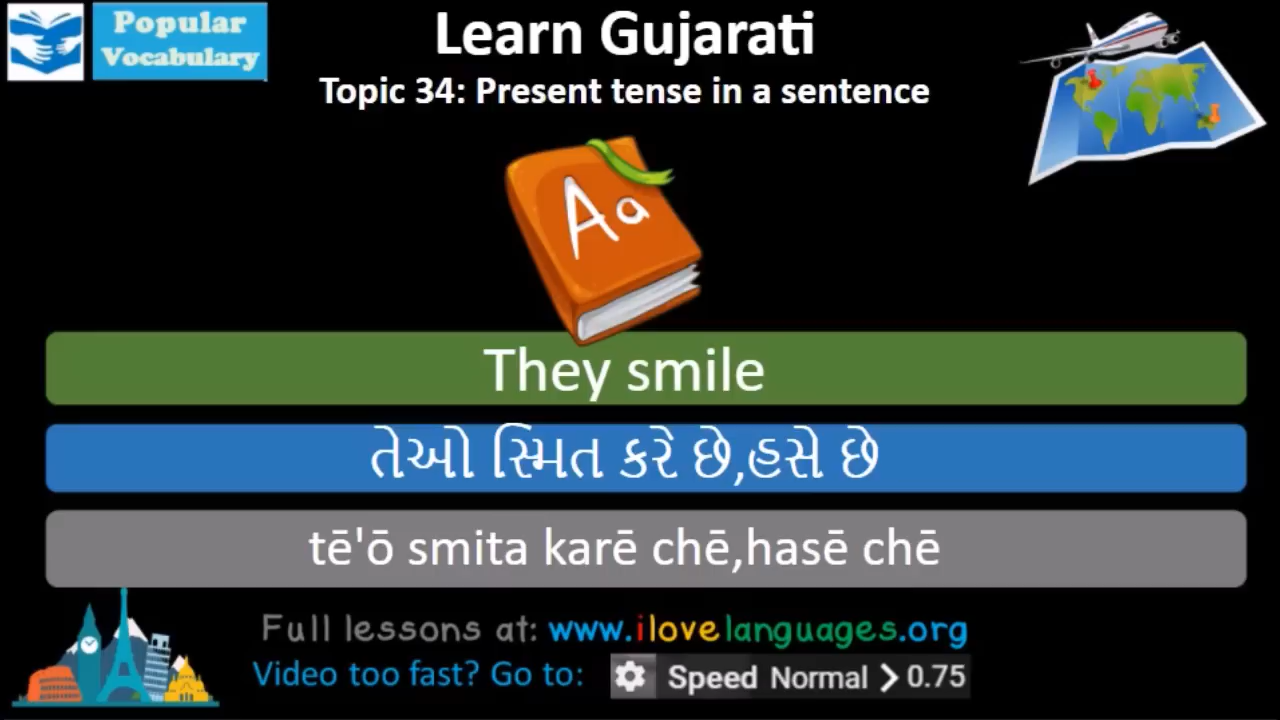 Popular
Vocabulary
Learn Gujarati
Topic 34: Present tense in a sentence
Aa
They smile
તેઓ સ્મિત કરે છે,હસે છે
tē'ō smita karē chē,hasē chē
Full lessons at: www.ilovelanguages.org
Video too fast? Go to: Speed Normal > 0.75